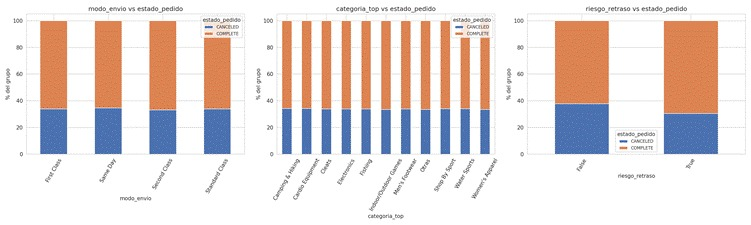 modo_envio vs estado_pedido
estado_pedido
CANCELED
COMPLETE
% del grupo
100
80
60
40
20
0
First Class
Same Day
Second Class
Standard Class
modo_envio
categoria_top vs estado_pedido
estado_pedido
CANCELED
COMPLETE
% del grupo
100
80
60
40
20
0
Camping & Hiking
Cardio Equipment
Cleats
Electronics
Fishing
Indoor/Outdoor Games
Men's Footwear
Otras
Shop By Sport
Water Sports
Women's Apparel
categoria_top
riesgo_retraso vs estado_pedido
% del grupo
100
80
60
40
20
0
estado_pedido
CANCELED
COMPLETE
False
True
riesgo_retraso